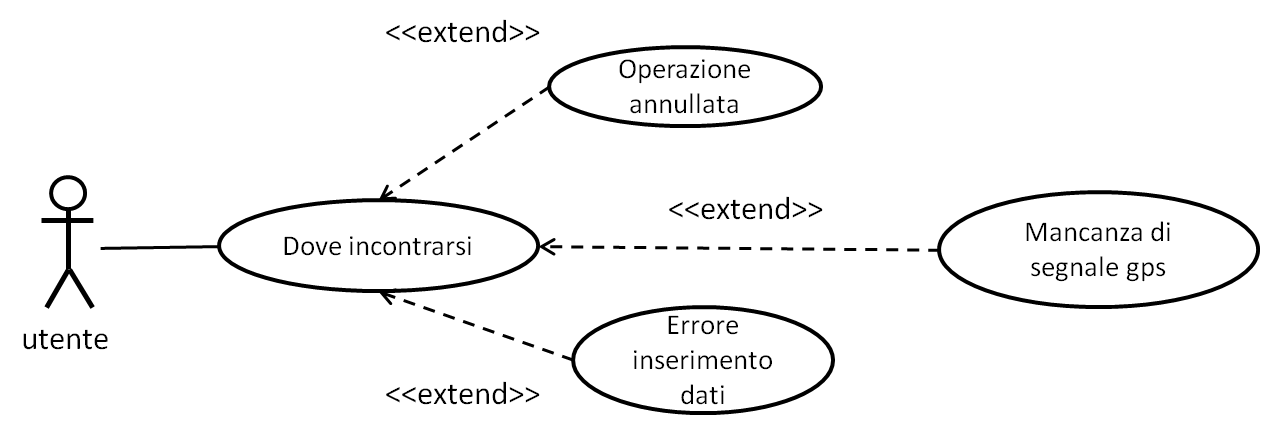 <<extend>>
Operazione
annullata
<<extend>>
Dove incontrarsi
Mancanza di
segnale gps
utente
Errore
inserimento
dati
<<extend>>